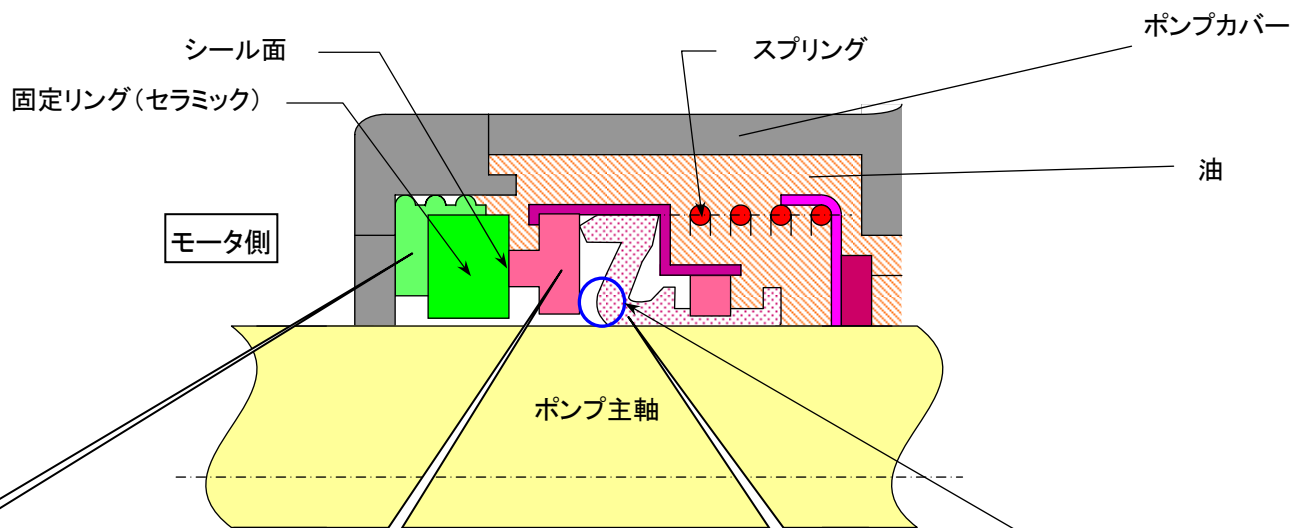 ポンプカバー
シール面
スプリング
固定リング（セラミック）
油
モータ側
ポンプ主軸